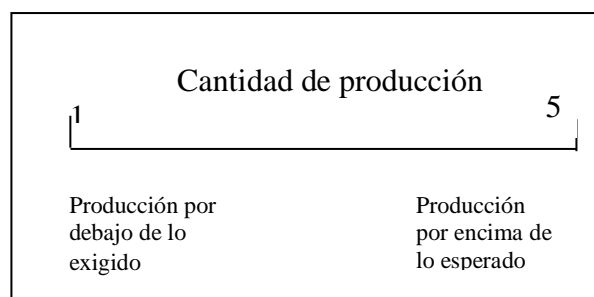 Cantidad de producción
1 5
Producción por
debajo de lo
exigido
Producción
por encima de
lo esperado